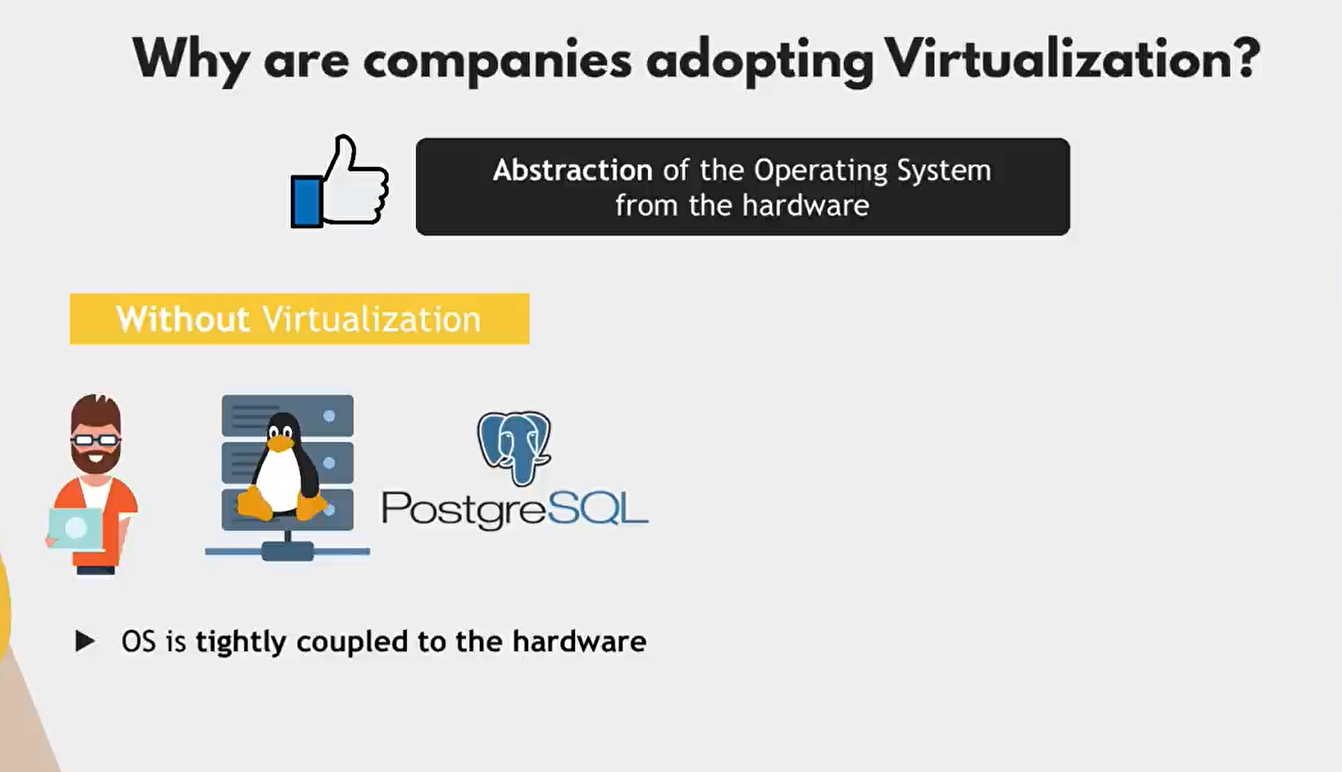 Why are companies adopting Virtualization?
Abstraction of the Operating System
from the hardware
Without Virtualization
PostgreSQL
OS is tightly coupled to the hardware